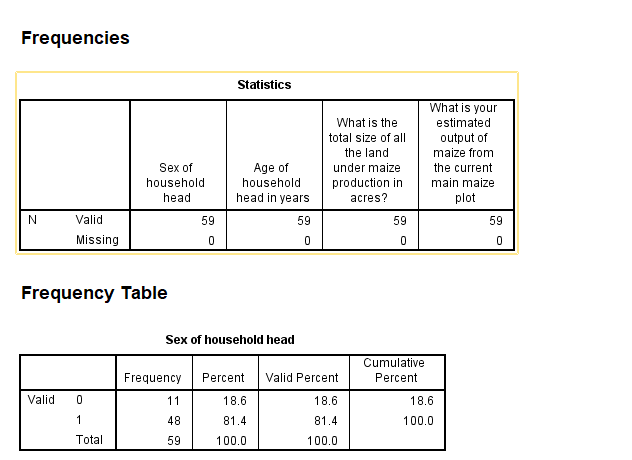 Frequencies
Statistics
Sex of household head
Age of household head in years
What is the total size of all the land under maize production in acres?
What is your estimated output of maize from the current main maize plot
N Valid 59 59 59 59
Missing 0 0 0 0
Frequency Table
Sex of household head
Frequency Percent Valid Percent Cumulative Percent
Valid 0 11 18.6 18.6 18.6
1 48 81.4 81.4 100.0
Total 59 100.0 100.0